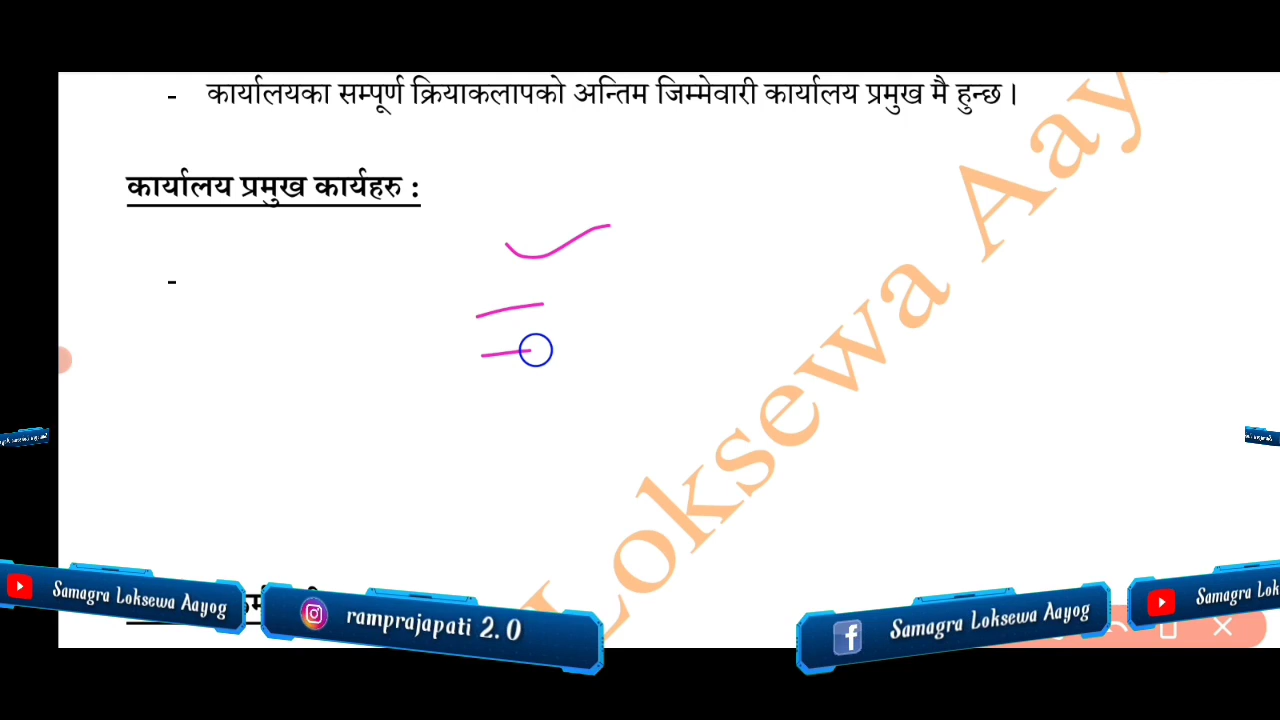 - कार्यालयका सम्पूर्ण क्रियाकलापको अन्तिम जिम्मेवारी कार्यालय प्रमुख मै हुन्छ ।
कार्यालय प्रमुख कार्यहरु :
-
Loksewa Aay
Samagra Loksewa Aayog
ramprajapati 2.0
Samagra Loksewa Aayog
Samagra Lok